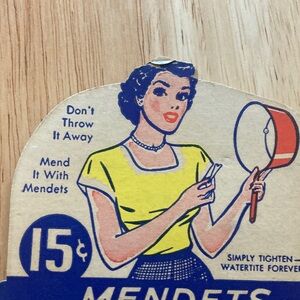 Don't
Throw
It Away
Mend
It With
Mendets
15¢
SIMPLY TIGHTEN—
WATERTITE FOREVER
MENDETS